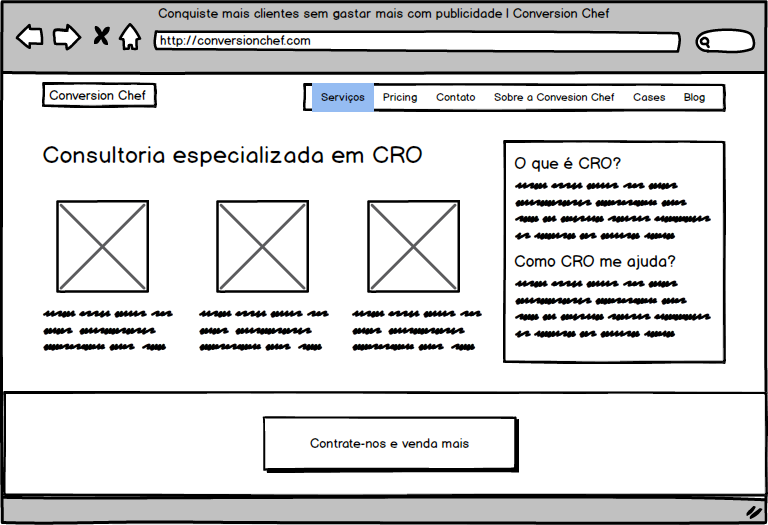 Conquiste mais clientes sem gastar mais com publicidade | Conversion Chef
http://conversionchef.com
Conversion Chef
Serviços Pricing Contato Sobre a Convesion Chef Cases Blog
Consultoria especializada em CRO
O que é CRO?
Como CRO me ajuda?
Contrate-nos e venda mais